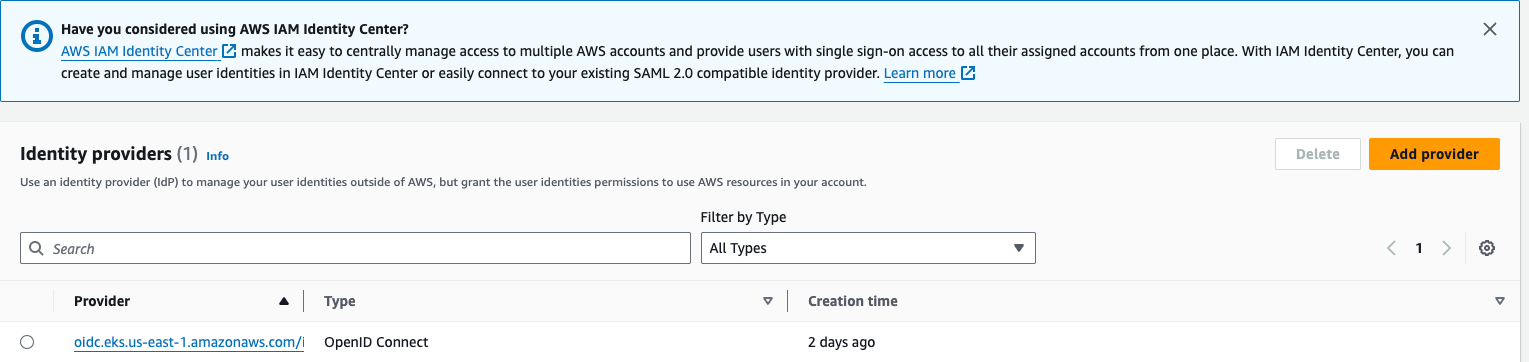 Have you considered using AWS IAM Identity Center?
AWS IAM Identity Center makes it easy to centrally manage access to multiple AWS accounts and provide users with single sign-on access to all their assigned accounts from one place. With IAM Identity Center, you can
create and manage user identities in IAM Identity Center or easily connect to your existing SAML 2.0 compatible identity provider. Learn more
Identity providers (1) Info
Delete
Add provider
Use an identity provider (IdP) to manage your user identities outside of AWS, but grant the user identities permissions to use AWS resources in your account.
Filter by Type
Search
All Types
1
Provider Type Creation time
oidc.eks.us-east-1.amazonaws.com/i OpenID Connect 2 days ago